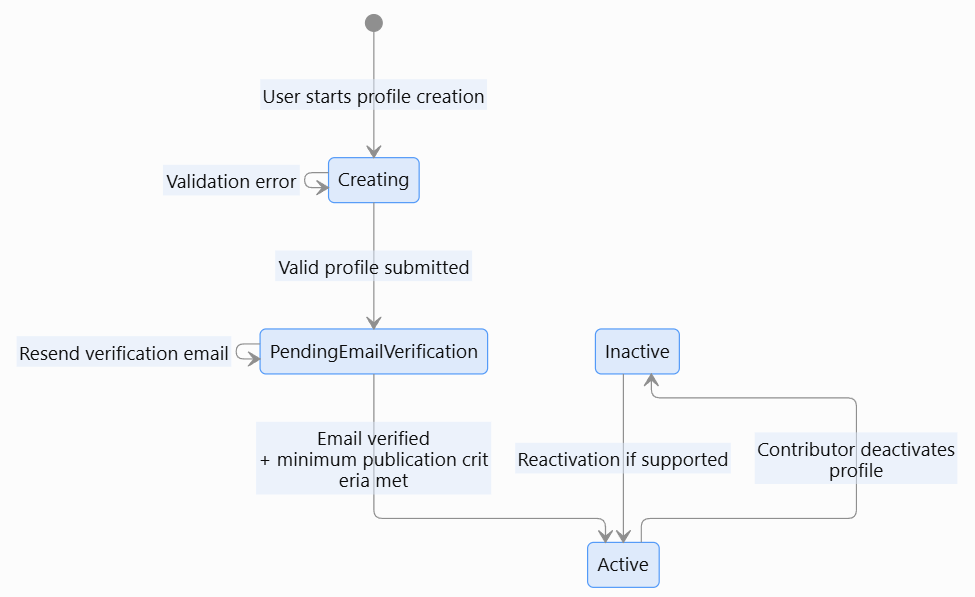 User starts profile creation
Validation error
Creating
Valid profile submitted
Resend verification email
PendingEmailVerification
Inactive
Email verified
+ minimum publication crit
eria met
Reactivation if supported
Contributor deactivates
profile
Active